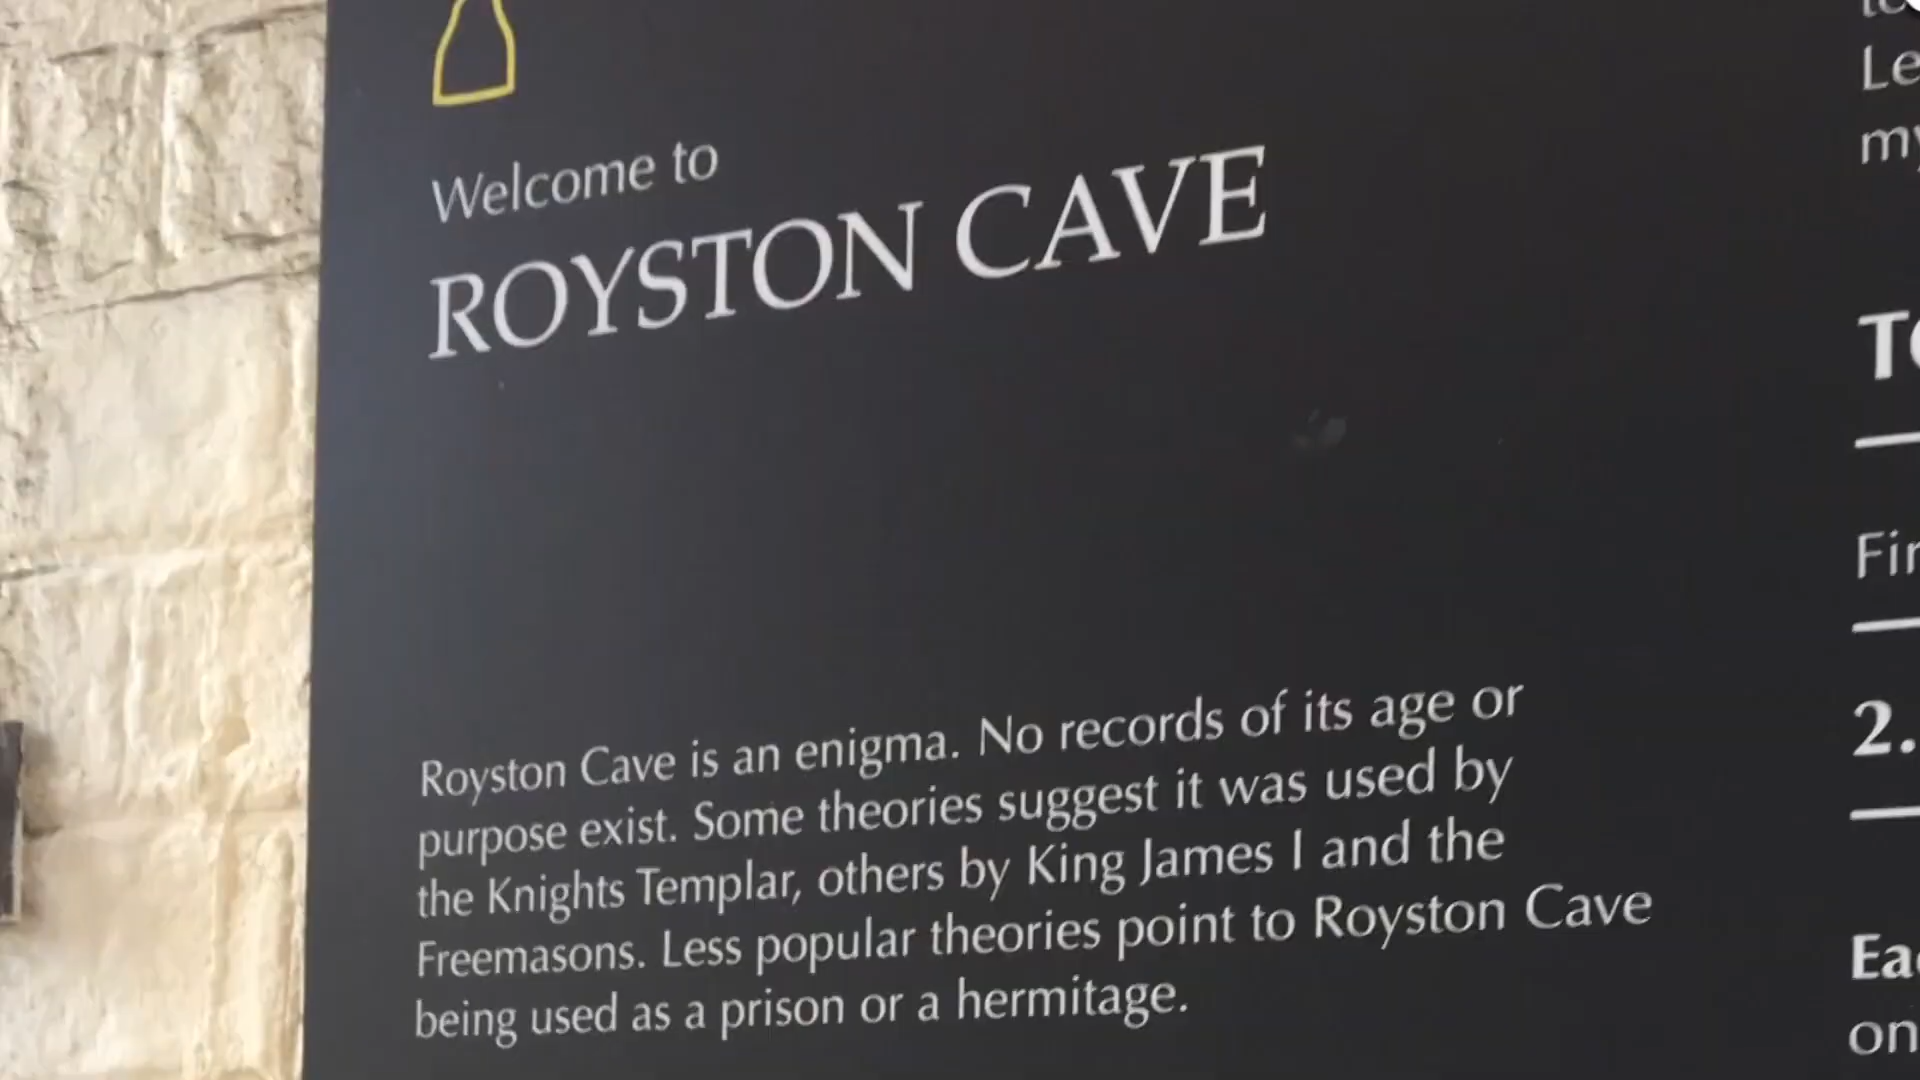 Welcome to
ROYSTON CAVE
Royston Cave is an enigma. No records of its age or
purpose exist. Some theories suggest it was used by
the Knights Templar, others by King James I and the
Freemasons. Less popular theories point to Royston Cave
being used as a prison or a hermitage.
2.
on